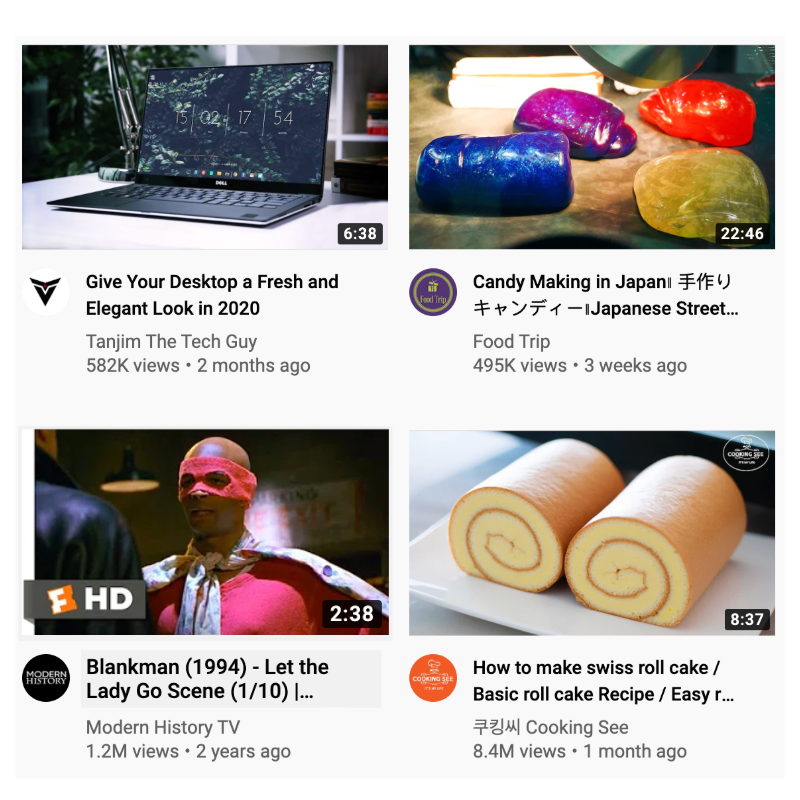 15 02 17 54
DELL
6:38
22:46
Give Your Desktop a Fresh and
Elegant Look in 2020
Tanjim The Tech Guy
582K views • 2 months ago
Food Trip
Candy Making in Japan‖ 手作り
キャンディー‖Japanese Street...
Food Trip
495K views • 3 weeks ago
HD
2:38
COOKING SEE
8:37
MODERN
HISTORY
Blankman (1994) - Let the
Lady Go Scene (1/10) |...
Modern History TV
1.2M views • 2 years ago
COOKING SEE
How to make swiss roll cake /
Basic roll cake Recipe / Easy r...
쿠킹씨 Cooking See
8.4M views • 1 month ago